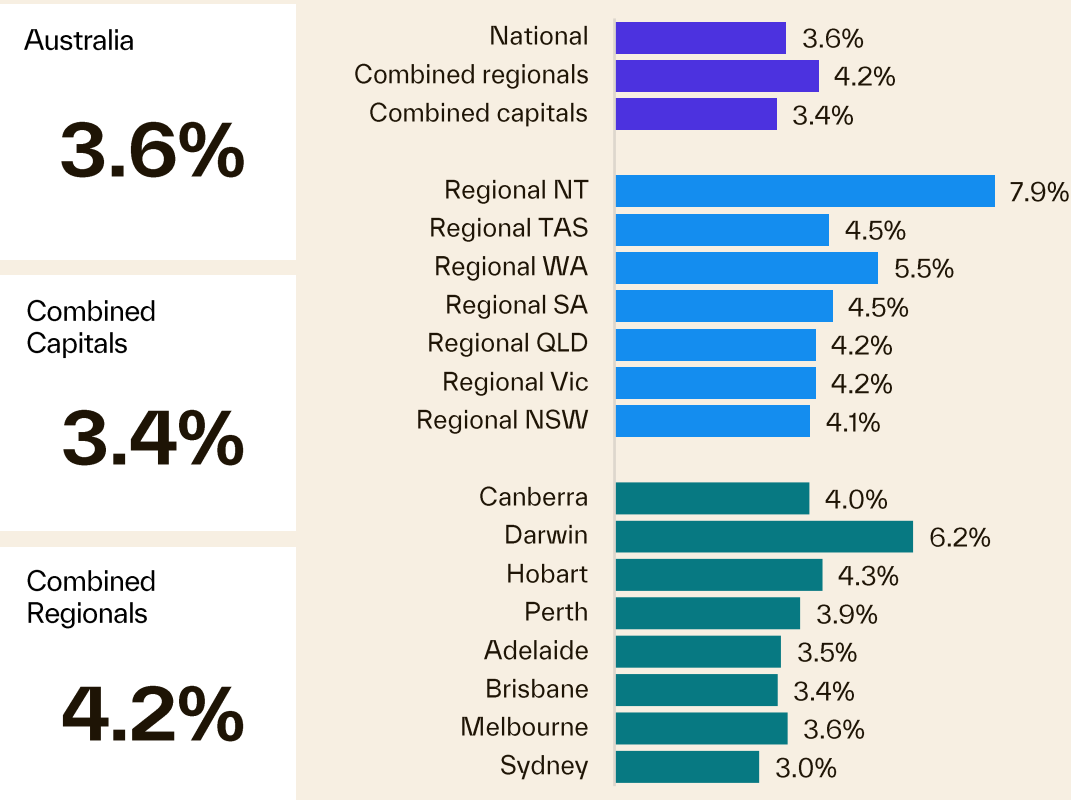 Australia
3.6%
Combined
Capitals
3.4%
Combined
Regionals
4.2%
National 3.6%
Combined regionals 4.2%
Combined capitals 3.4%
Regional NT 7.9%
Regional TAS 4.5%
Regional WA 5.5%
Regional SA 4.5%
Regional QLD 4.2%
Regional Vic 4.2%
Regional NSW 4.1%
Canberra 4.0%
Darwin 6.2%
Hobart 4.3%
Perth 3.9%
Adelaide 3.5%
Brisbane 3.4%
Melbourne 3.6%
Sydney 3.0%